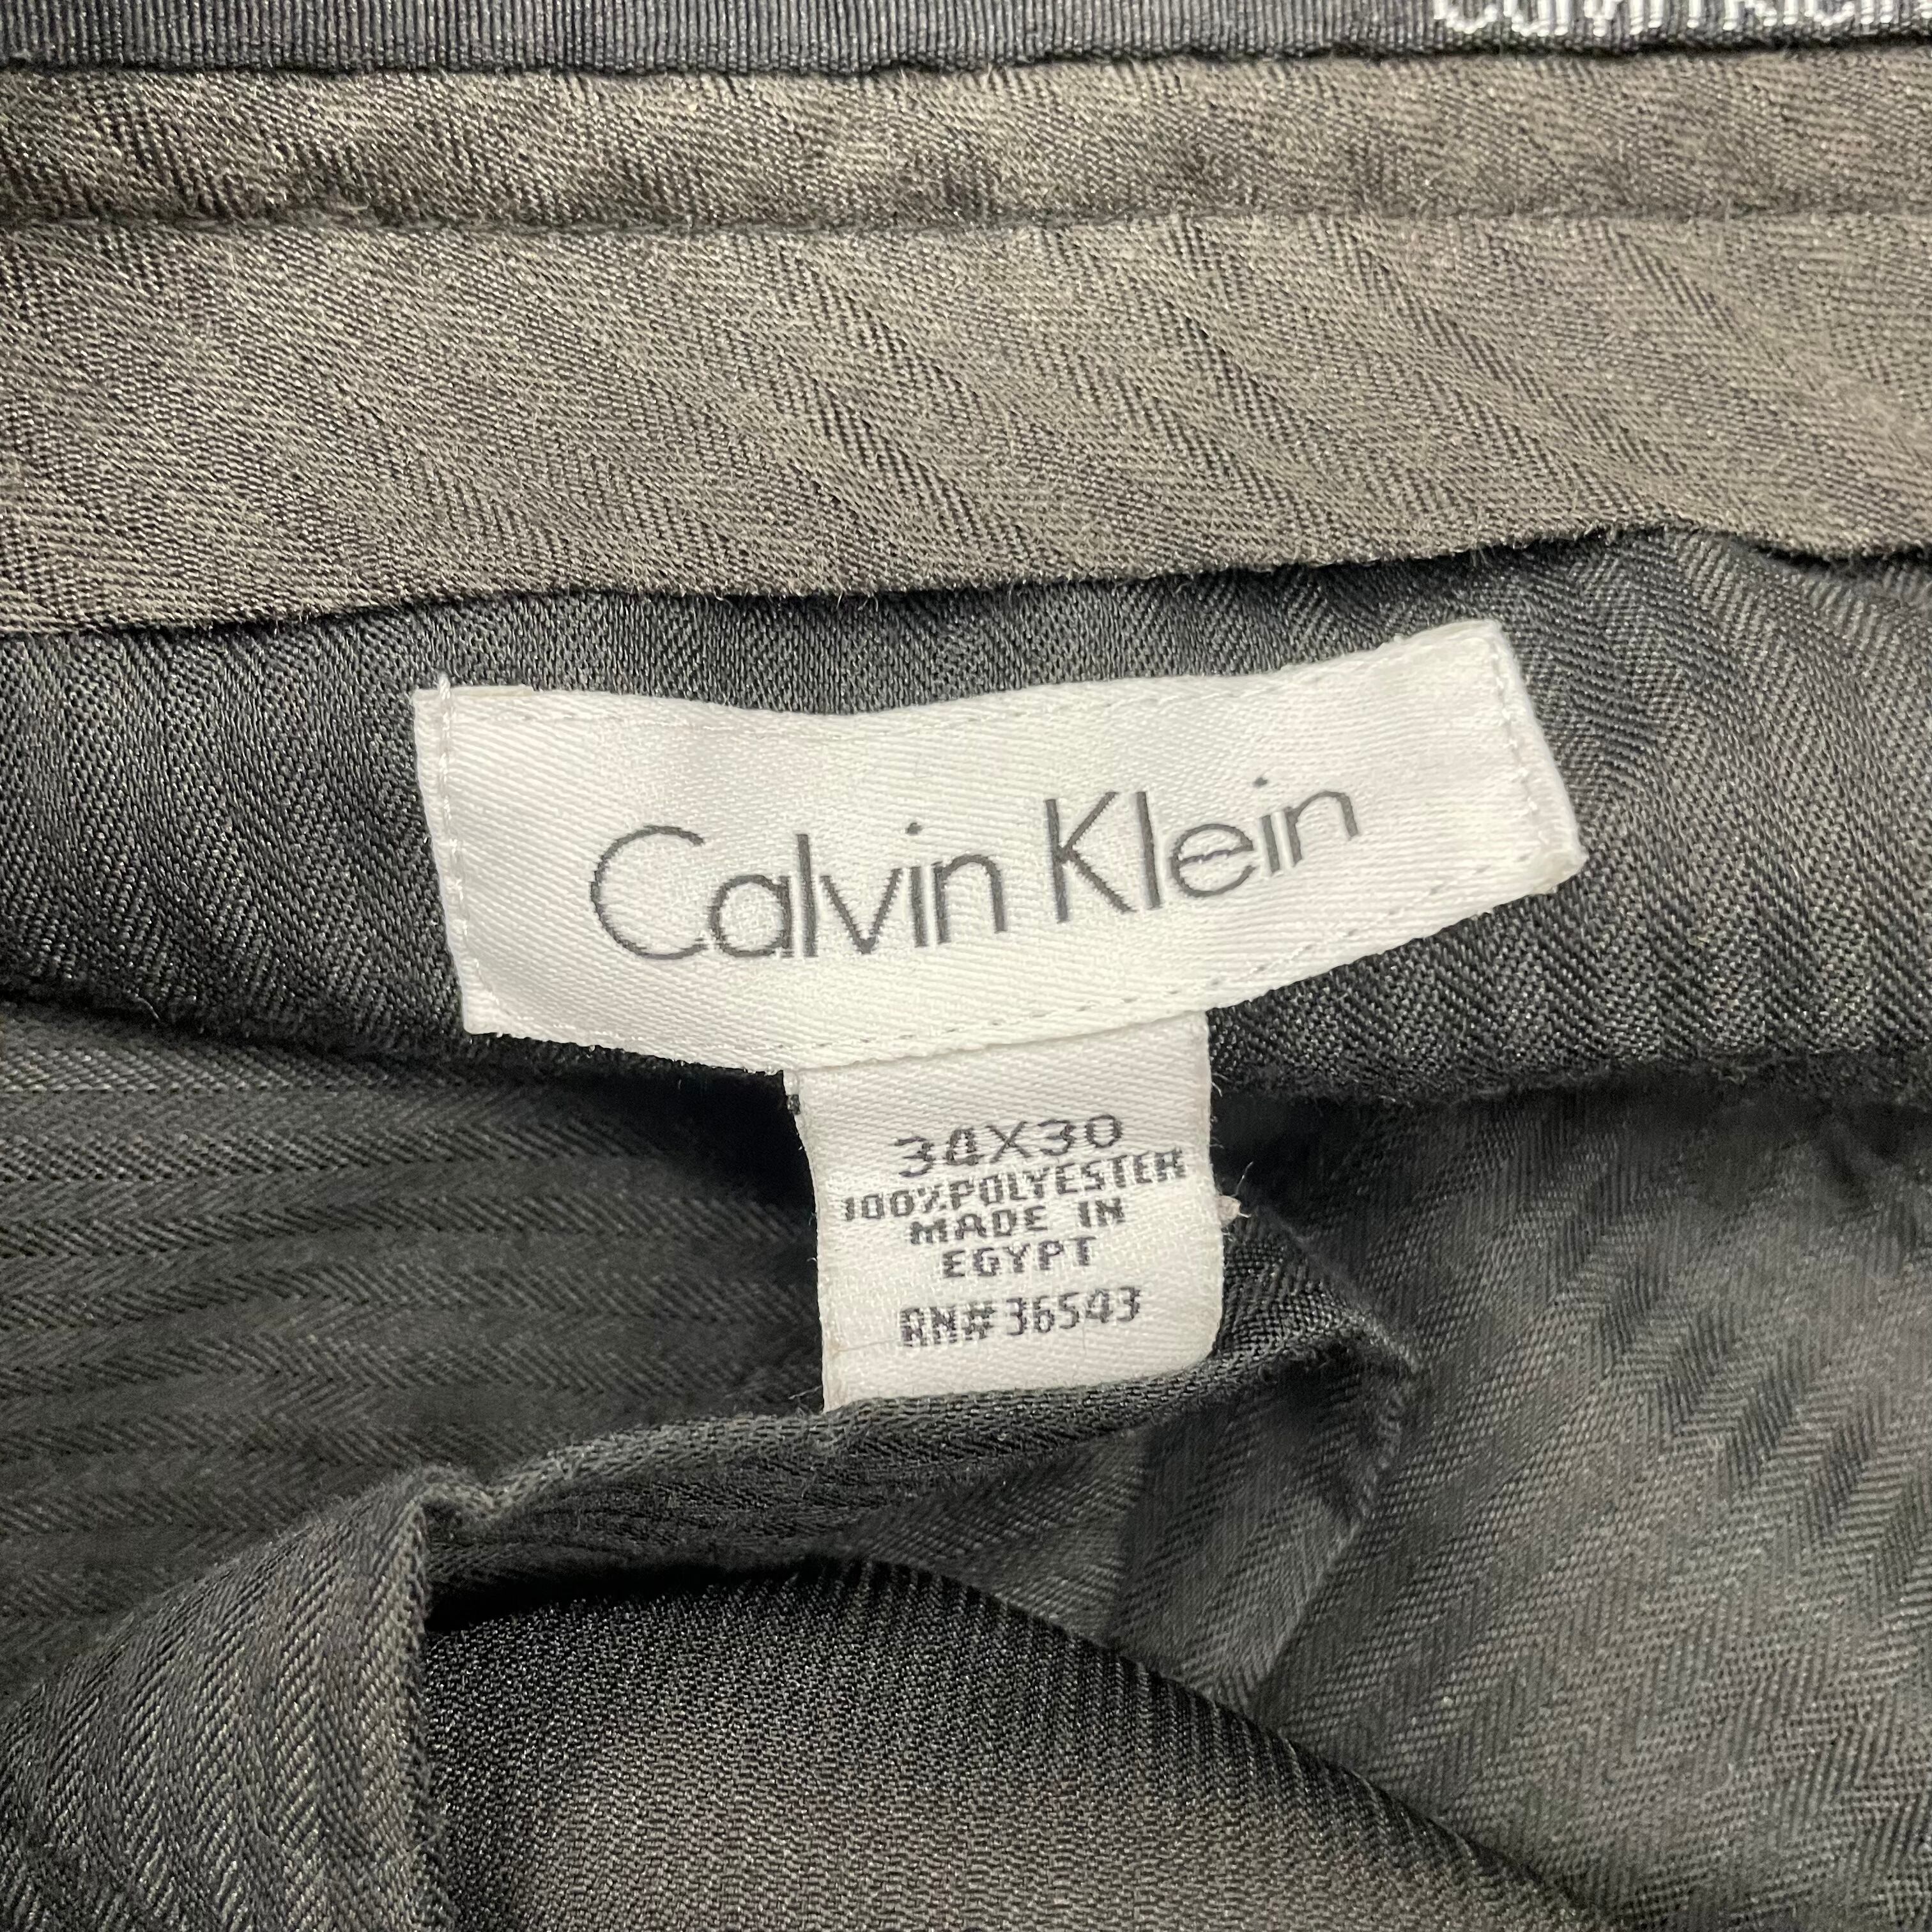 Calvin Klein
34X30
100%POLYESTER
MADE IN
EGYPT
RN#36543